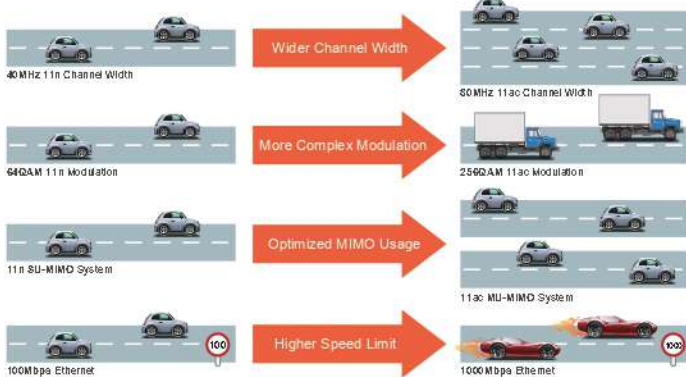 Wider Channel Width
40MHz 11n Channel Width
80MHz 11ac Channel Width
More Complex Modulation
64QAM 11n Modulation
256QAM 11ac Modulation
Optimized MIMO Usage
11n SU-MIMO System
11ac MU-MIMO System
Higher Speed Limit
100
1000
100Mbpa Ethernet
1000Mbpa Ethernet